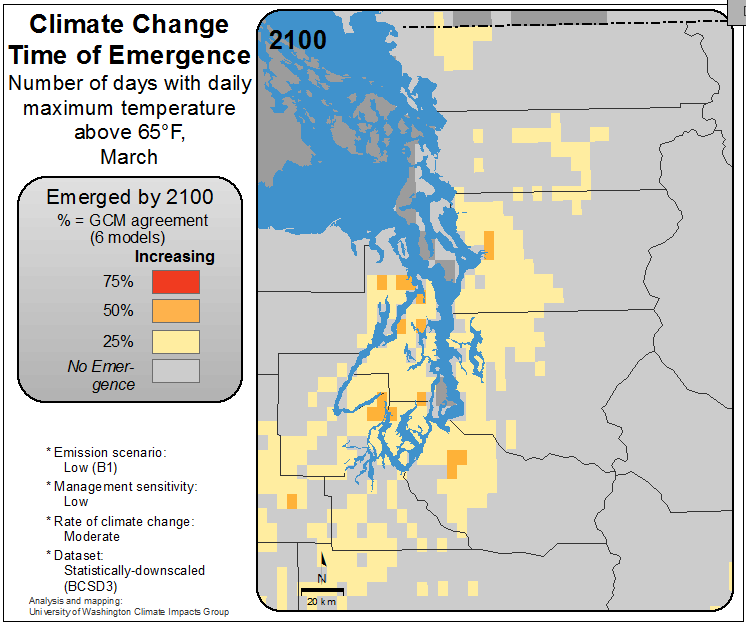 Climate Change
Time of Emergence
Number of days with daily
maximum temperature
above 65°F,
March
Emerged by 2100
% = GCM agreement
(6 models)
Increasing
75%
50%
25%
No Emer-
gence
* Emission scenario:
Low (B1)
* Management sensitivity:
Low
* Rate of climate change:
Moderate
* Dataset:
Statistically-downscaled
(BCSD3)
Analysis and mapping:
University of Washington Climate Impacts Group
2100
N
20 km